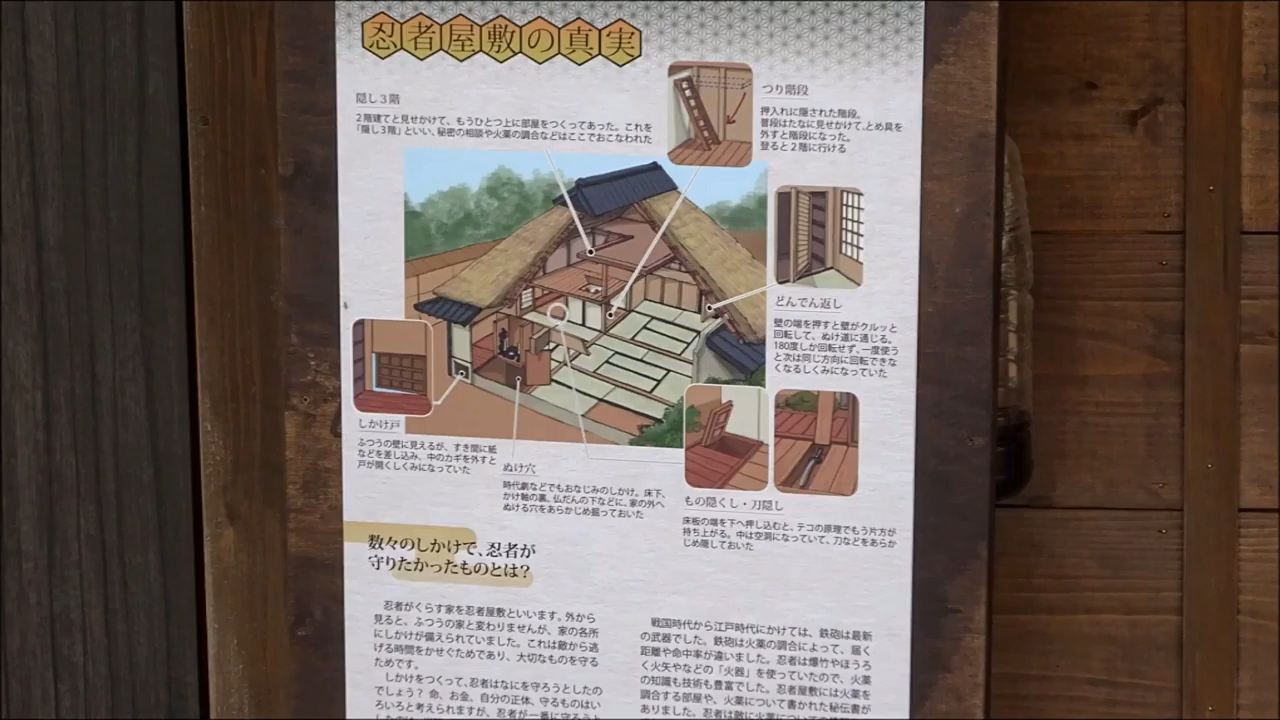 忍者屋敷の真実
隠し３階
２階建てと見せかけて、もうひとつ上に部屋をつくってあった。これを
「隠し３階」といい、秘密の相談や火薬の調合などはここでおこなわれた
つり階段
押入れに隠された階段。
普段はたなに見せかけて、とめ具を
外すと階段になった。
登ると２階に行ける
どんでん返し
壁の端を押すと壁がクルッと
回転して、ぬけ道に通じる。
180度しか回転せず、一度使う
と次は同じ方向に回転できな
くなるしくみになっていた
しかけ戸
ふつうの壁に見えるが、すき間に紙
などを差し込み、中のカギを外すと
戸が開くしくみになっていた
ぬけ穴
時代劇などでもおなじみのしかけ。床下、
かけ軸の裏、仏だんの下などに、家の外へ
ぬける穴をあらかじめ掘っておいた
もの隠くし・刀隠し
床板の端を下へ押し込むと、テコの原理でもう片方が
持ち上がる。中は空洞になっていて、刀などをあらか
じめ隠しておいた
数々のしかけで、忍者が
守りたかったものとは？
忍者がくらす家を忍者屋敷といいます。外から
見ると、ふつうの家と変わりませんが、家の各所
にしかけが備えられていました。これは敵から逃
げる時間をかせぐためであり、大切なものを守る
ためです。
しかけをつくって、忍者はなにを守ろうとしたの
でしょう？ 命、お金、自分の正体、守るものはい
ろいろと考えられますが、忍者が一番に守ろうと
戦国時代から江戸時代にかけては、鉄砲は最新
の武器でした。鉄砲は火薬の調合によって、届く
距離や命中率が違いました。忍者は爆竹やほうろ
く火矢やなどの「火器」を使っていたので、火薬
の知識も技術も豊富でした。忍者屋敷には火薬を
調合する部屋や、火薬について書かれた秘伝書が
ありました。忍者は敵に火薬についての